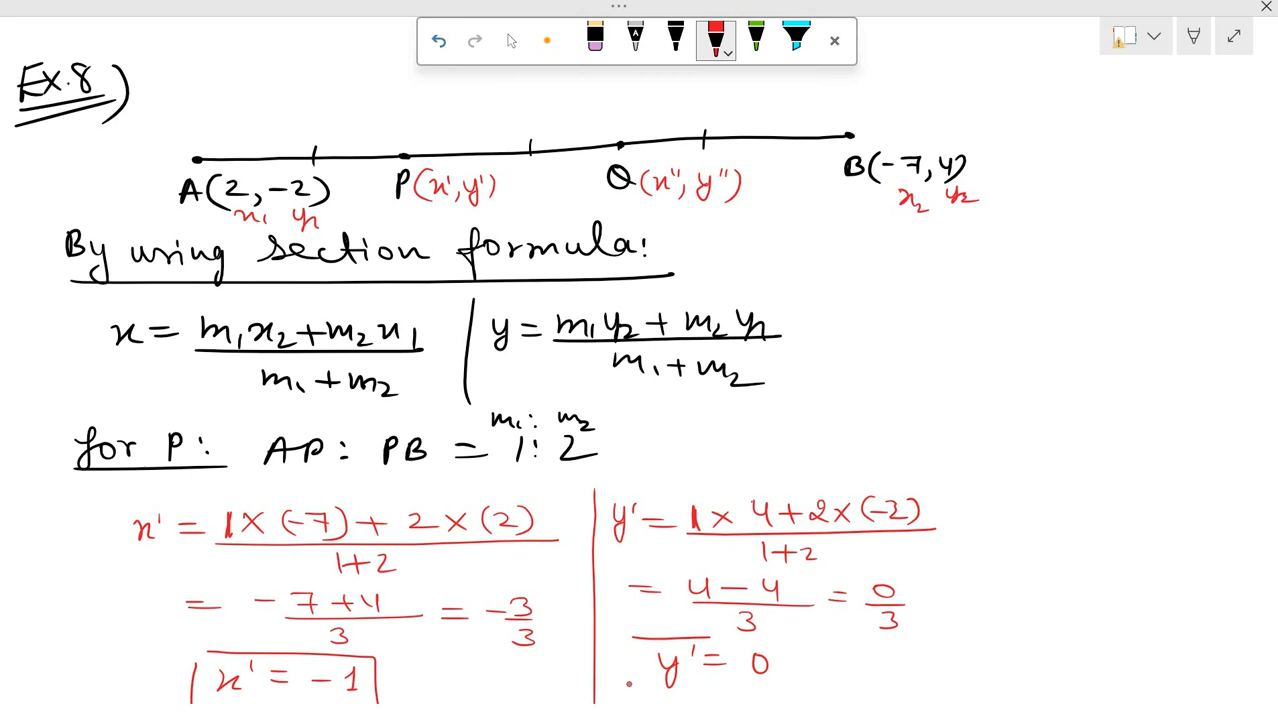 Ex.8)
A(2,-2) P(x',y') Q(x'',y'') B(-7,4)
x₁ y₁ x₂ y₂
By using section formula:
x = m₁x₂+m₂x₁ / m₁+m₂ | y = m₁y₂+m₂y₁ / m₁+m₂
m₁: m₂
for P: AP: PB = 1:2
x' = 1×(-7)+2×(2) / 1+2 | y' = 1×4+2×(-2) / 1+2
= -7+4 / 3 = -3/3 | = 4-4 / 3 = 0/3
x' = -1 | y' = 0